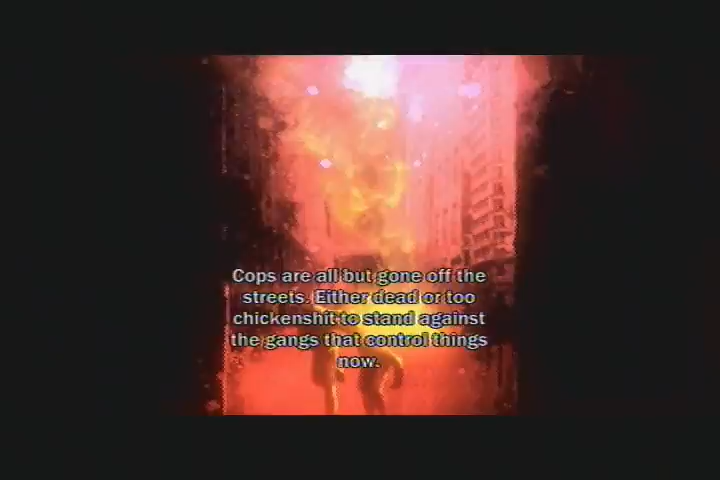 Cops are all but gone off the
streets. Either dead or too
chickenshit to stand against
the gangs that control things
now.